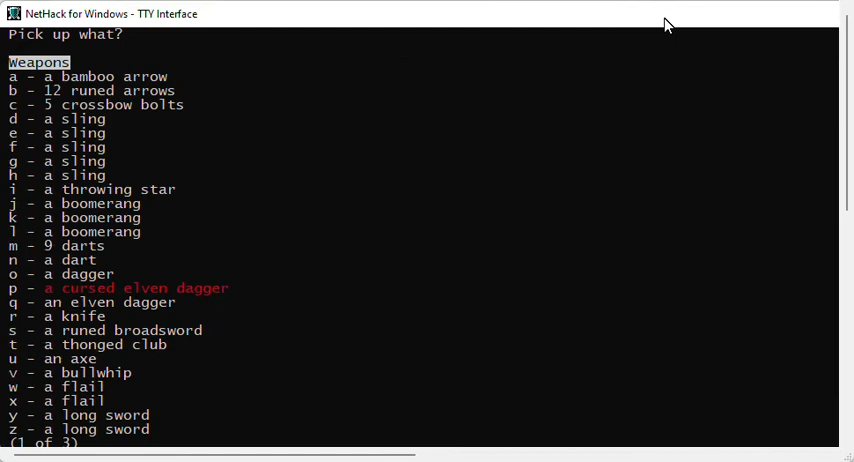 NetHack for Windows - TTY Interface
Pick up what?
Weapons
a - a bamboo arrow
b - 12 runed arrows
c - 5 crossbow bolts
d - a sling
e - a sling
f - a sling
g - a sling
h - a sling
i - a throwing star
j - a boomerang
k - a boomerang
l - a boomerang
m - 9 darts
n - a dart
o - a dagger
p - a cursed elven dagger
q - an elven dagger
r - a knife
s - a runed broadsword
t - a thonged club
u - an axe
v - a bullwhip
w - a flail
x - a flail
y - a long sword
z - a long sword
(1 of 3)